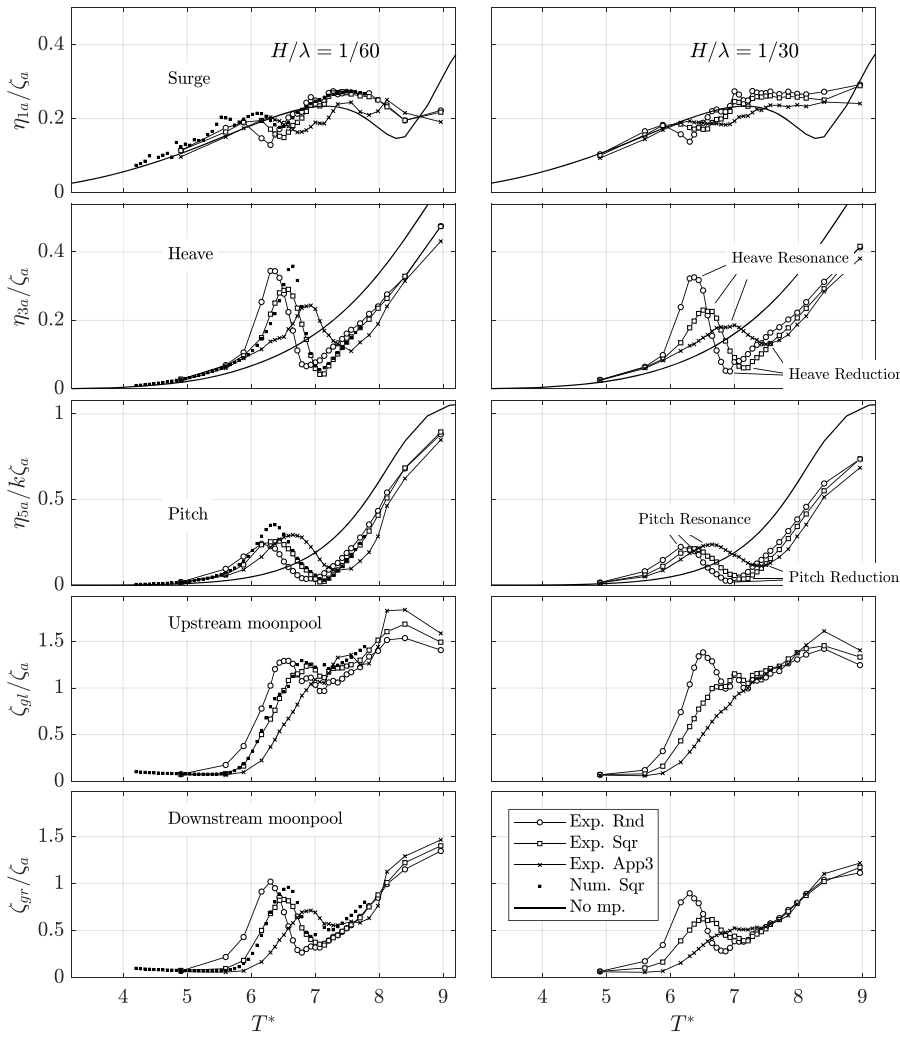 H/λ = 1/60
H/λ = 1/30
Surge
η1a/ζa
0.4
0.2
0
Heave
η3a/ζa
0.4
0.2
0
Heave Resonance
Heave Reduction
Pitch
η5a/kζa
1
0.5
0
Pitch Resonance
Pitch Reduction
Upstream moonpool
ζgl/ζa
1.5
1
0.5
0
Downstream moonpool
ζgr/ζa
1.5
1
0.5
0
Exp. Rnd
Exp. Sqr
Exp. App3
Num. Sqr
No mp.
4 5 6 7 8 9
4 5 6 7 8 9
T*
T*